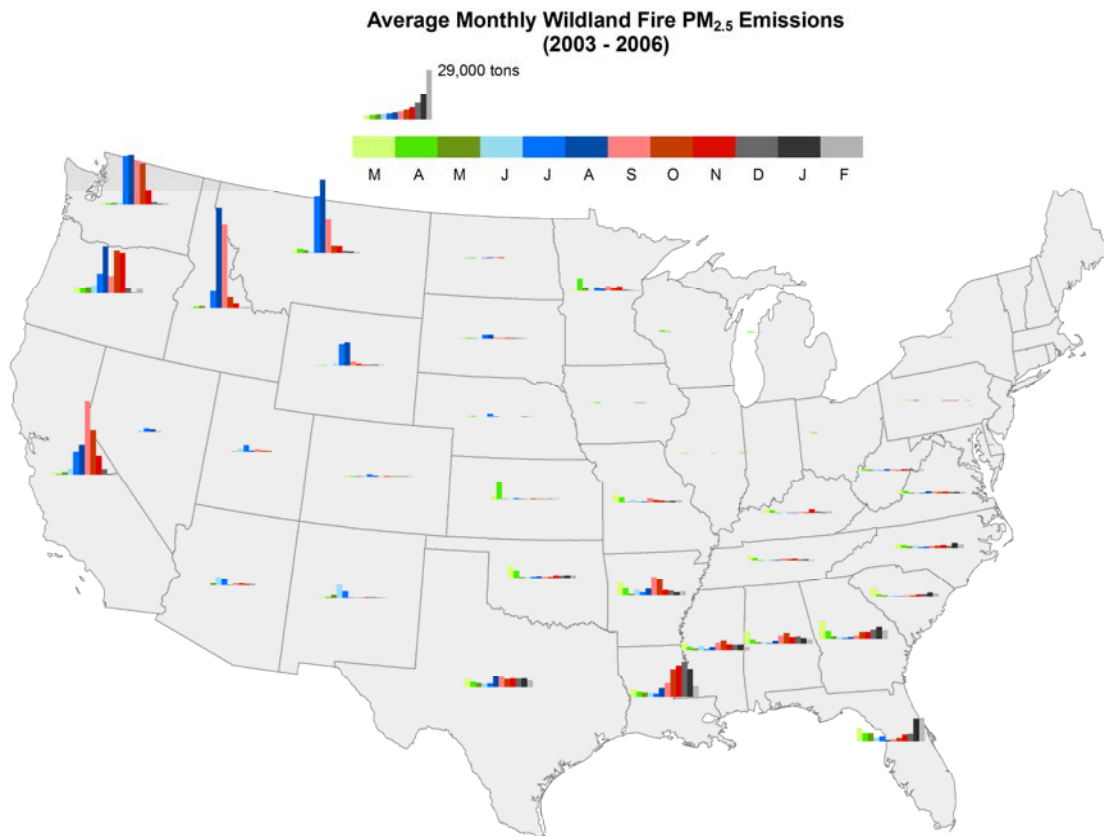 Average Monthly Wildland Fire PM2.5 Emissions
(2003 - 2006)
29,000 tons
M A M J J A S O N D J F